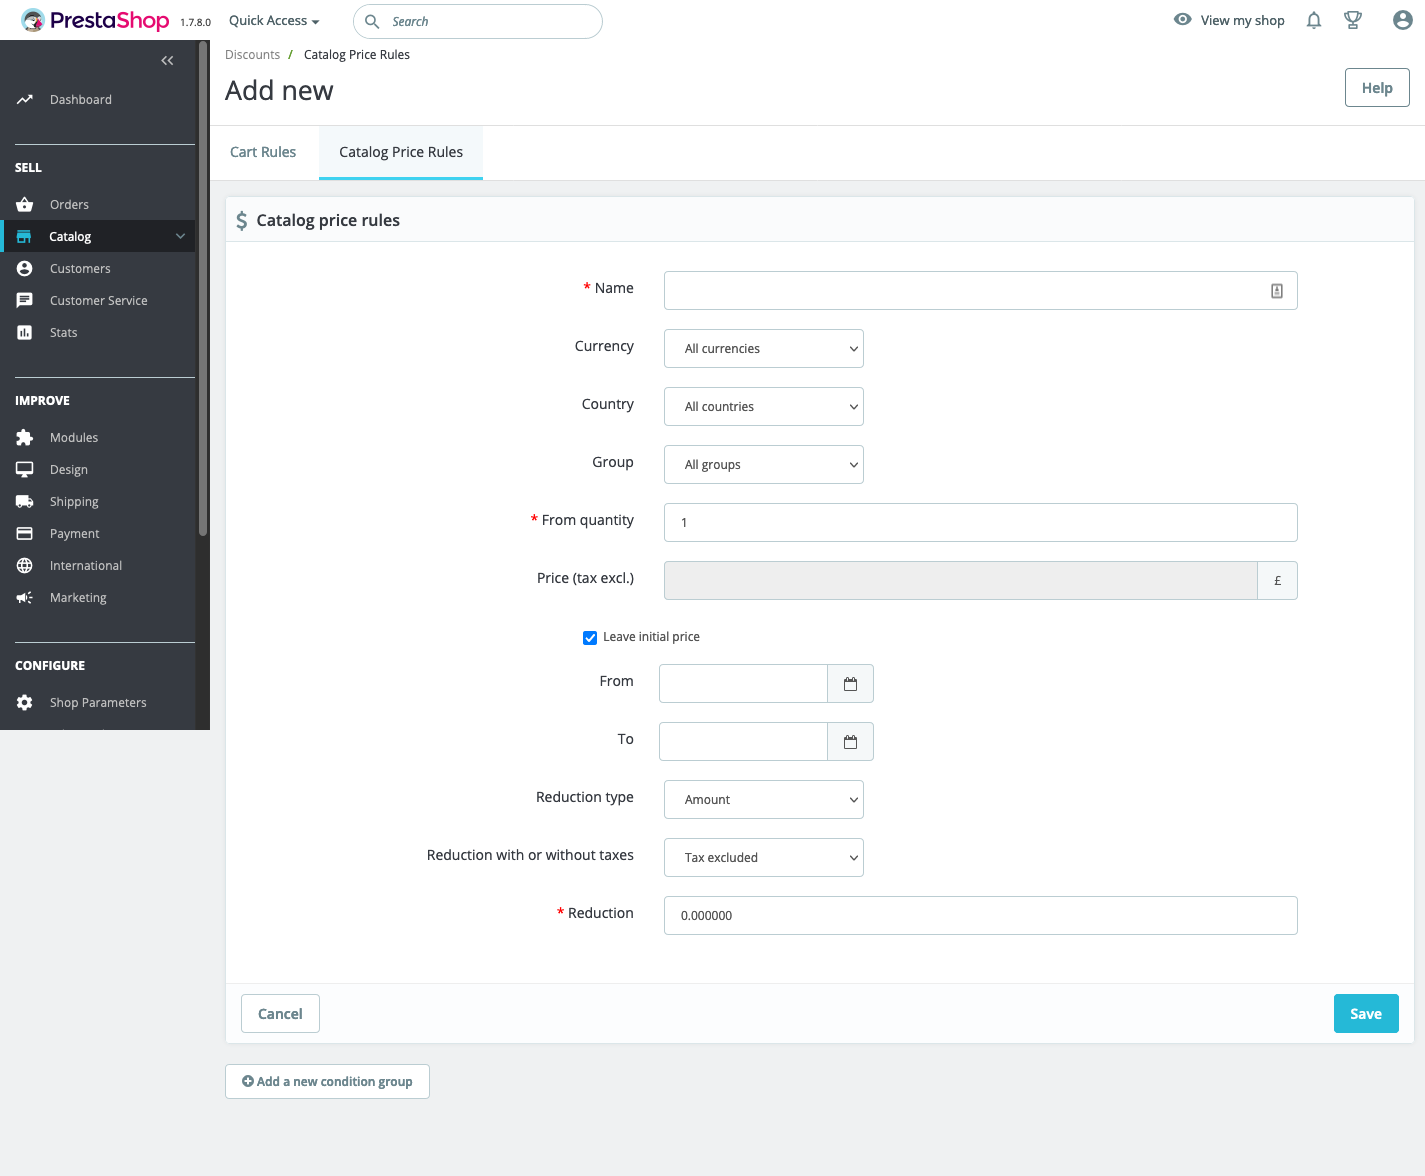 PrestaShop 1.7.8.0 Quick Access Search View my shop
Discounts / Catalog Price Rules
Add new
Help
Cart Rules Catalog Price Rules
Dashboard
SELL
Orders
Catalog
Customers
Customer Service
Stats
IMPROVE
Modules
Design
Shipping
Payment
International
Marketing
CONFIGURE
Shop Parameters
$ Catalog price rules
* Name
Currency All currencies
Country All countries
Group All groups
* From quantity 1
Price (tax excl.) £
Leave initial price
From
To
Reduction type Amount
Reduction with or without taxes Tax excluded
* Reduction 0.000000
Cancel Save
Add a new condition group